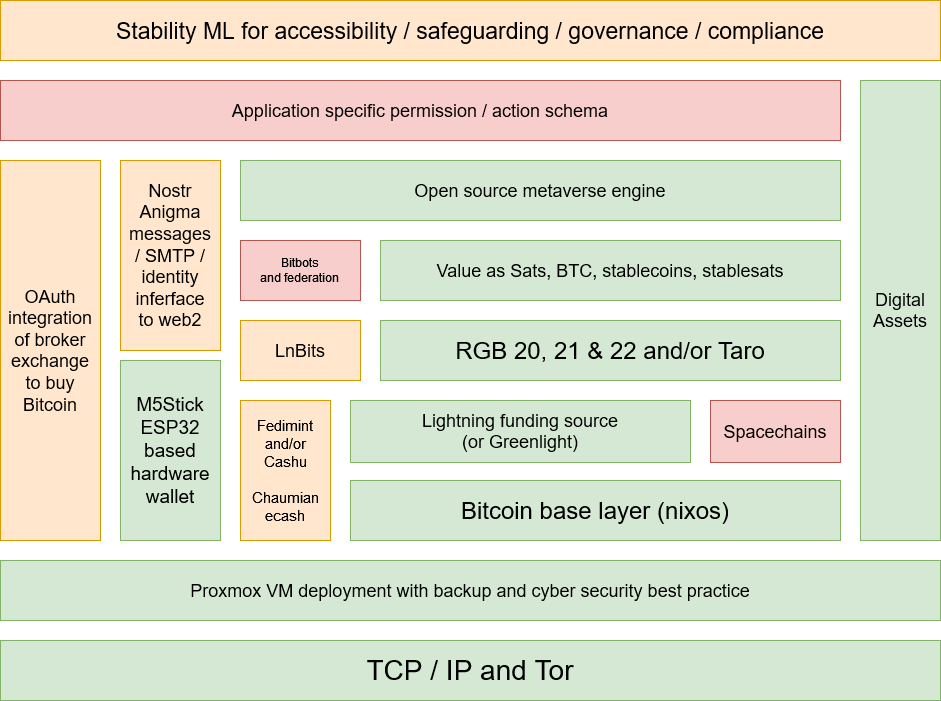 Stability ML for accessibility / safeguarding / governance / compliance
Application specific permission / action schema
OAuth
integration
of broker
exchange
to buy
Bitcoin
Nostr
Anigma
messages
/ SMTP /
identity
inferface
to web2
M5Stick
ESP32
based
hardware
wallet
Open source metaverse engine
Bitbots
and federation
Value as Sats, BTC, stablecoins, stablesats
LnBits
RGB 20, 21 & 22 and/or Taro
Fedimint
and/or
Cashu
Chaumian
ecash
Lightning funding source
(or Greenlight)
Spacechains
Bitcoin base layer (nixos)
Digital
Assets
Proxmox VM deployment with backup and cyber security best practice
TCP / IP and Tor